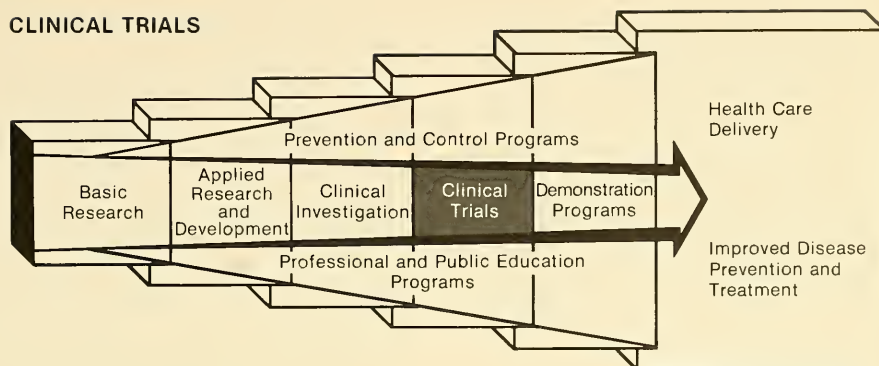 CLINICAL TRIALS
Prevention and Control Programs
Basic
Research
Applied
Research
and
Development
Clinical
Investigation
Clinical
Trials
Demonstration
Programs
Professional and Public Education
Programs
Health Care
Delivery
Improved Disease
Prevention and
Treatment